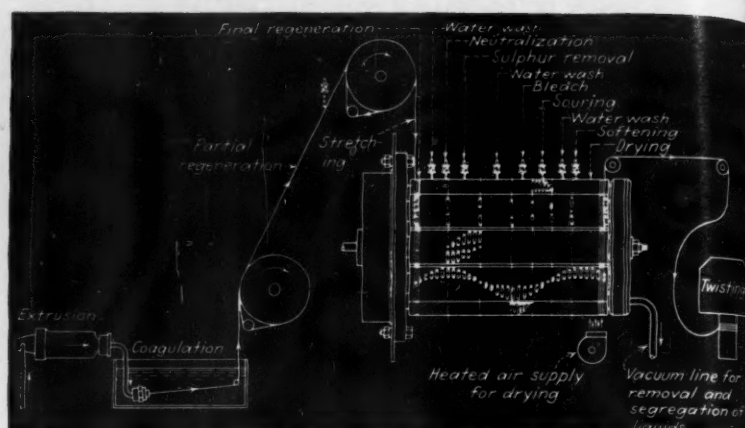 Final regeneration
Water wash
Neutralization
Sulphur removal
Water wash
Bleach
Souring
Water wash
Softening
Drying
Stretch-
ing
Partial
regeneration
Extrusion
Coagulation
Twisting
Heated air supply
for drying
Vacuum line for
removal and
segregation of
liquids